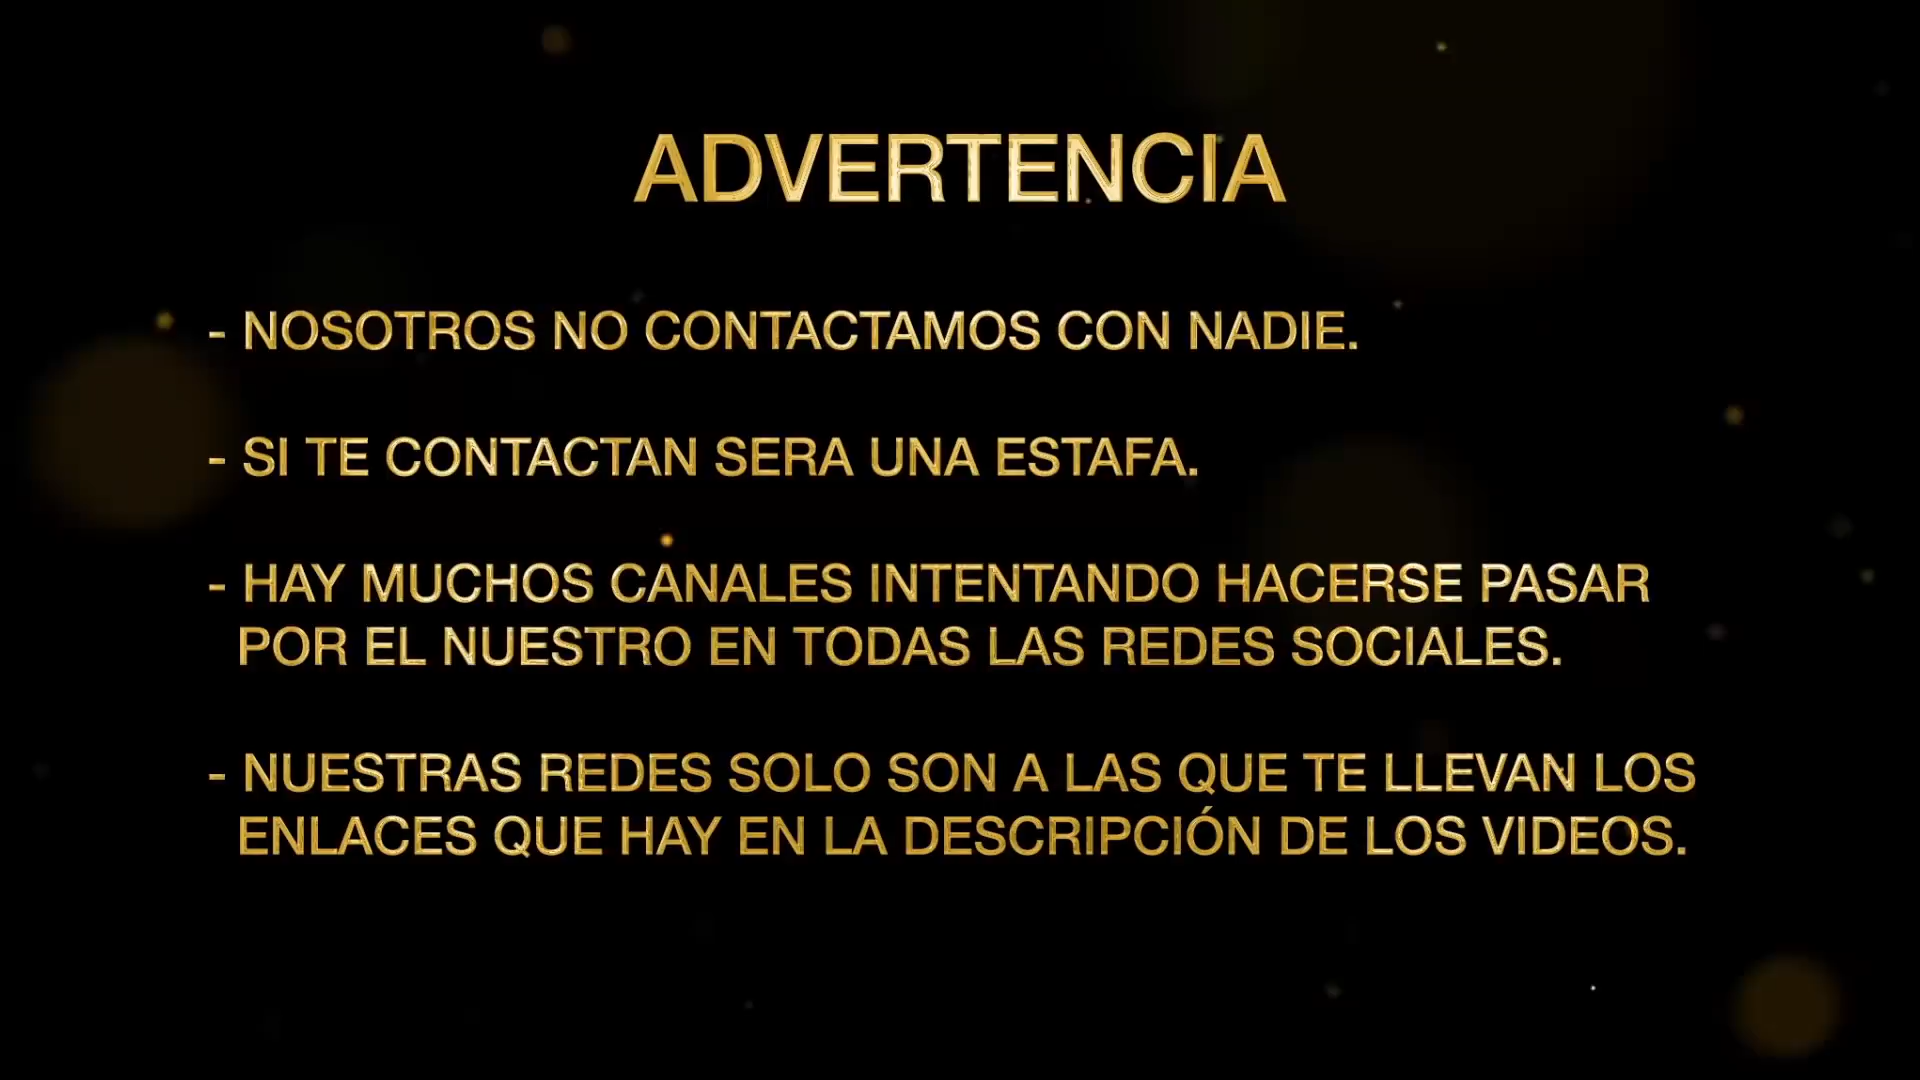 ADVERTENCIA
- NOSOTROS NO CONTACTAMOS CON NADIE.
- SI TE CONTACTAN SERA UNA ESTAFA.
- HAY MUCHOS CANALES INTENTANDO HACERSE PASAR
POR EL NUESTRO EN TODAS LAS REDES SOCIALES.
- NUESTRAS REDES SOLO SON A LAS QUE TE LLEVAN LOS
ENLACES QUE HAY EN LA DESCRIPCIÓN DE LOS VIDEOS.